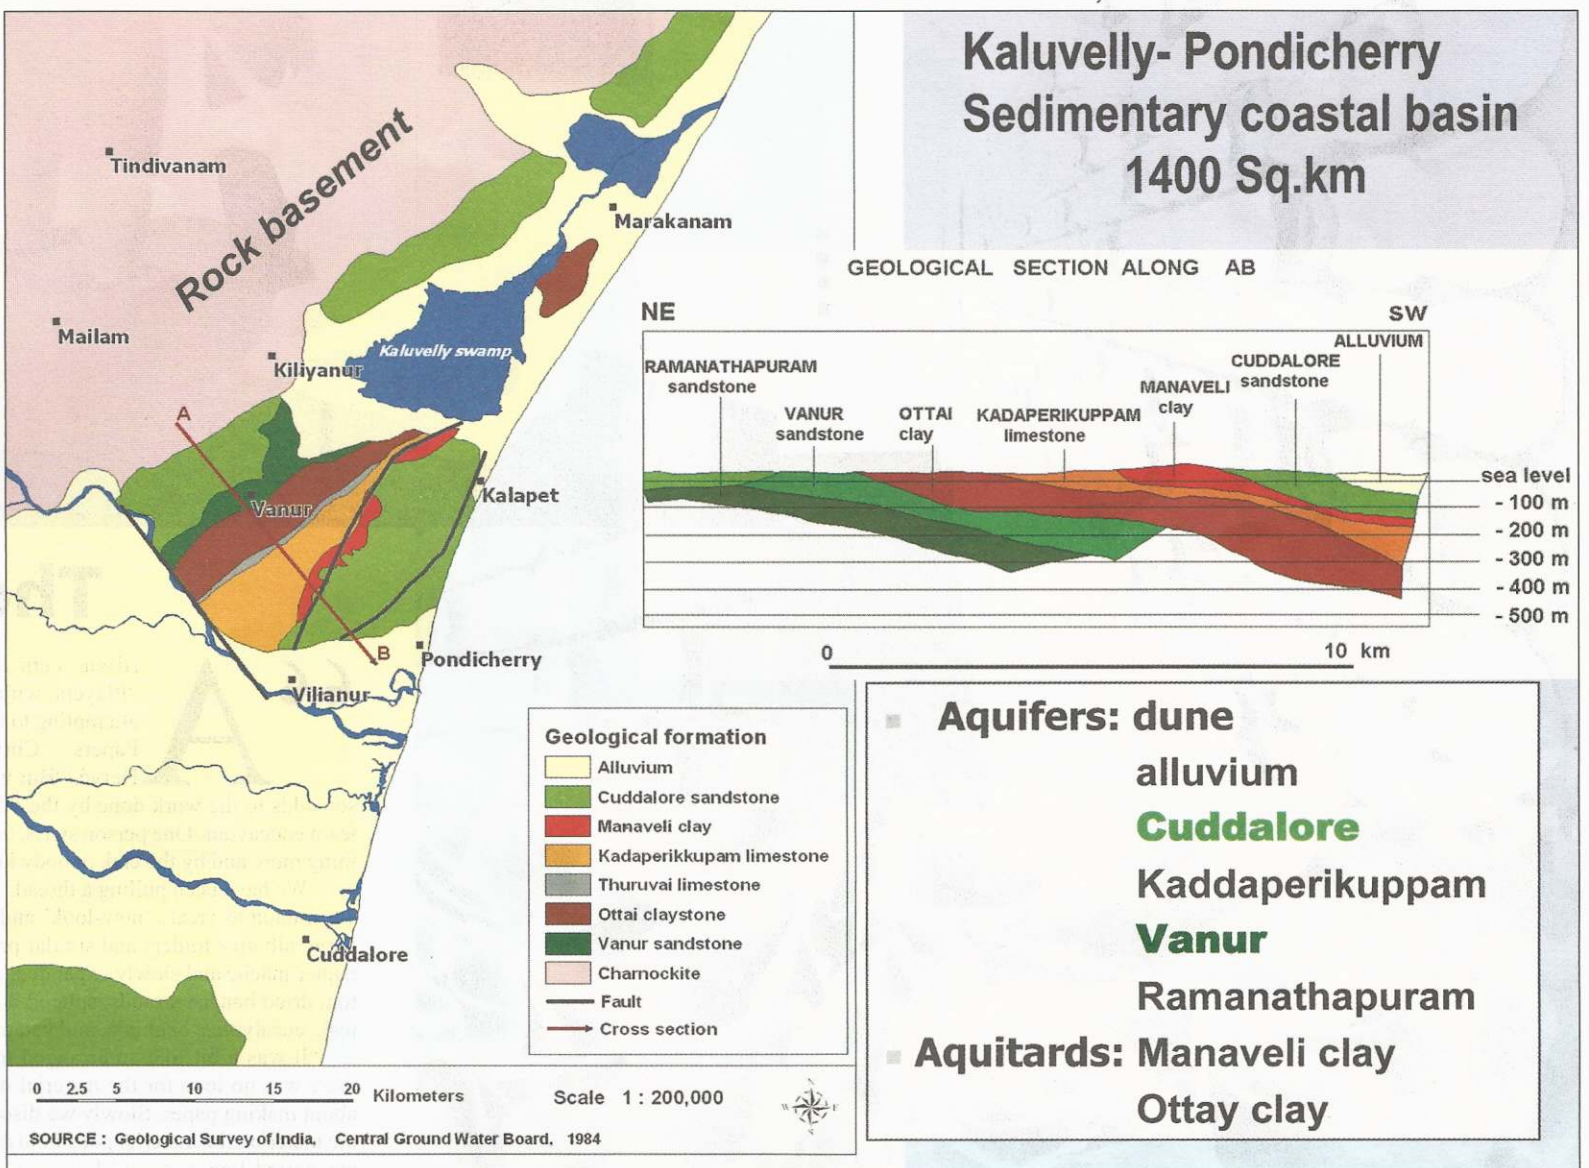 Kaluvelly- Pondicherry
Sedimentary coastal basin
1400 Sq.km
Tindivanam
Rock basement
Marakanam
Mailam
Kiliyanur
Kaluvelly swamp
A
Vanur
Kalapet
B
Pondicherry
Vilianur
Cuddalore
GEOLOGICAL SECTION ALONG AB
NE
SW
ALLUVIUM
RAMANATHAPURAM
sandstone
CUDDALORE
sandstone
MANAVELI
clay
VANUR
sandstone
OTTAI
clay
KADAPERIKUPPAM
limestone
sea level
- 100 m
- 200 m
- 300 m
- 400 m
- 500 m
0 10 km
Geological formation
Alluvium
Cuddalore sandstone
Manaveli clay
Kadaperikkupam limestone
Thuruvai limestone
Ottai claystone
Vanur sandstone
Charnockite
Fault
Cross section
Aquifers: dune
alluvium
Cuddalore
Kaddaperikuppam
Vanur
Ramanathapuram
Aquitards: Manaveli clay
Ottay clay
0 2.5 5 10 15 20
Kilometers
Scale 1 : 200,000
W E
SOURCE : Geological Survey of India, Central Ground Water Board, 1984